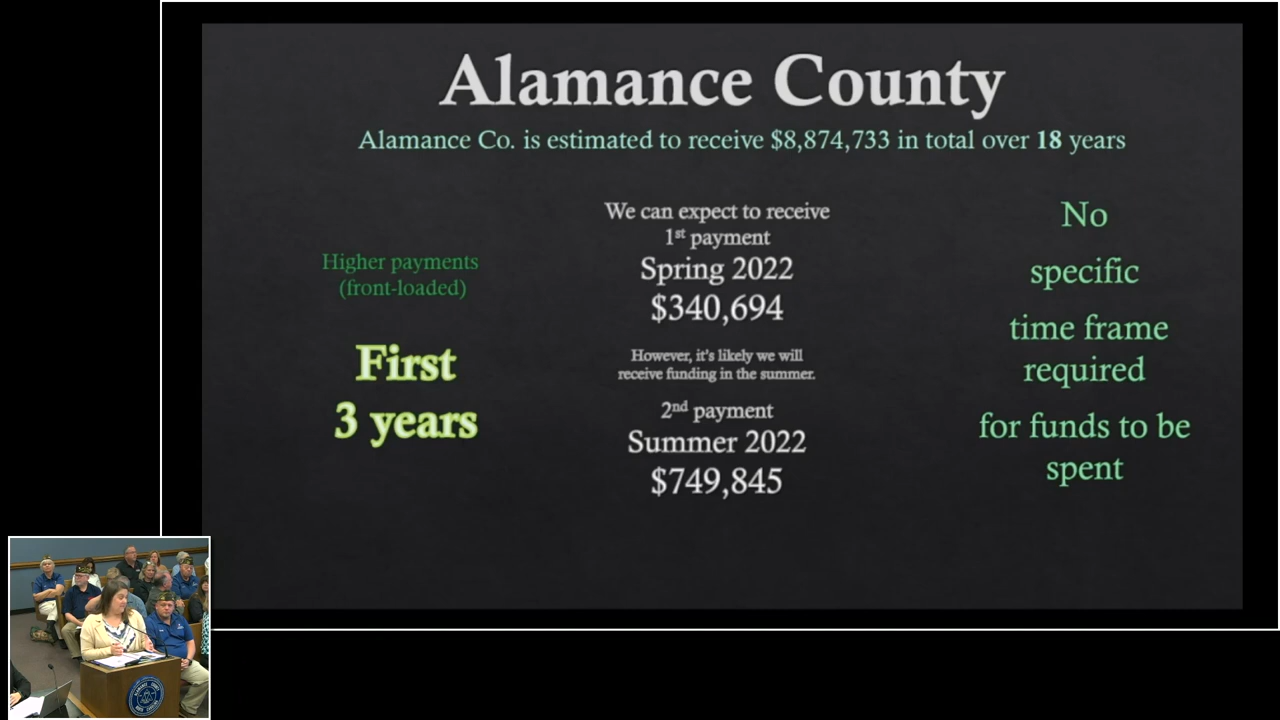 Alamance County
Alamance Co. is estimated to receive $8,874,733 in total over 18 years
Higher payments
(front-loaded)
First
3 years
We can expect to receive
1st payment
Spring 2022
$340,694
However, it's likely we will
receive funding in the summer.
2nd payment
Summer 2022
$749,845
No
specific
time frame
required
for funds to be
spent